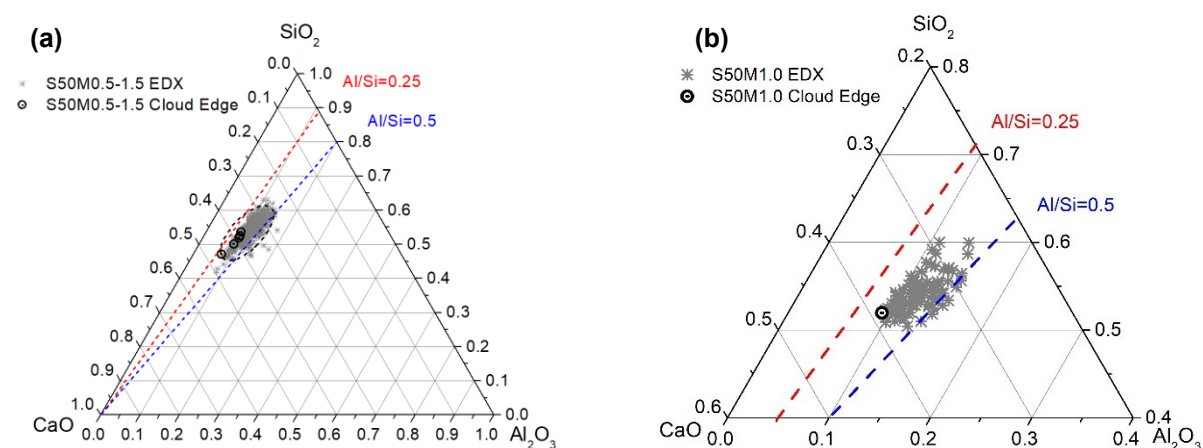 (a)
SiO2
S50M0.5-1.5 EDX
S50M0.5-1.5 Cloud Edge
Al/Si=0.25
Al/Si=0.5
0.0
0.1
0.2
0.3
0.4
0.5
0.6
0.7
0.8
0.9
1.0
1.0
0.9
0.8
0.7
0.6
0.5
0.4
0.3
0.2
0.1
0.0
CaO
0.0 0.1 0.2 0.3 0.4 0.5 0.6 0.7 0.8 0.9 1.0
Al2O3
(b)
SiO2
S50M1.0 EDX
S50M1.0 Cloud Edge
Al/Si=0.25
Al/Si=0.5
0.2
0.3
0.4
0.5
0.6
0.8
0.7
0.6
0.5
0.4
CaO
0.0 0.1 0.2 0.3 0.4
Al2O3